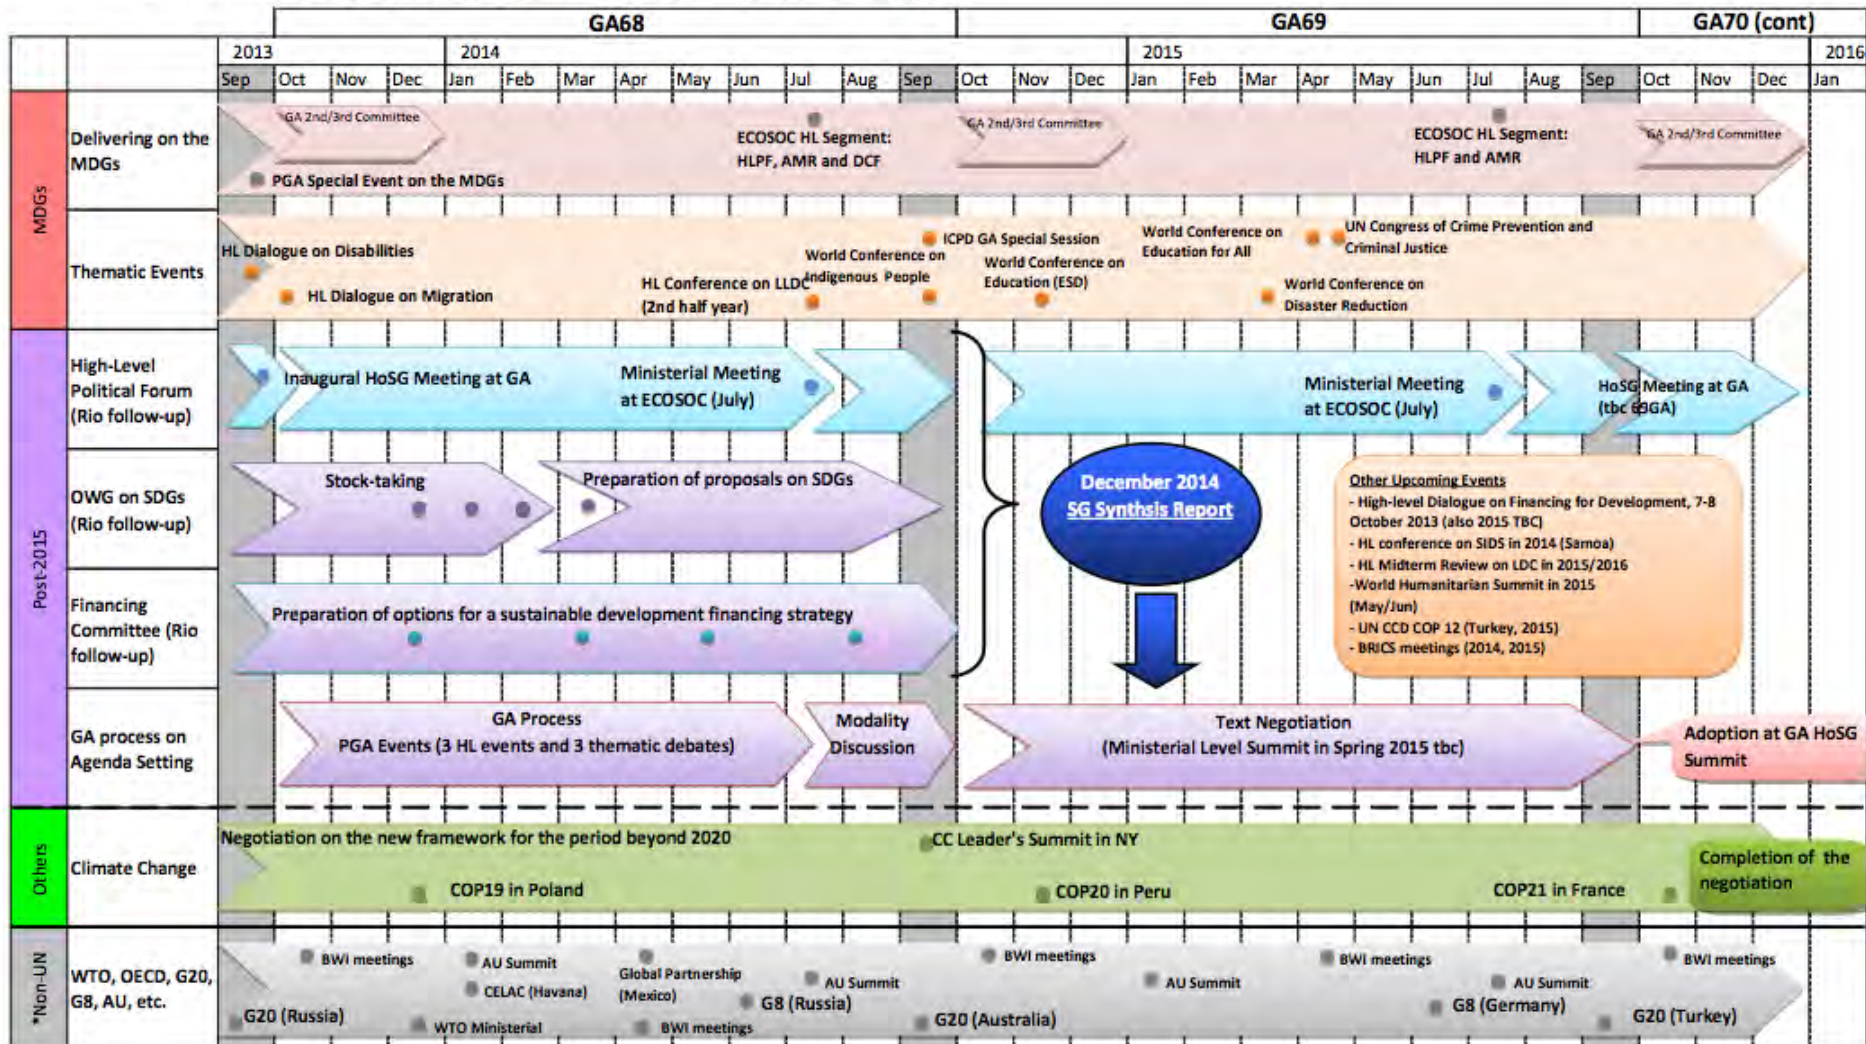 GA68 GA69 GA70 (cont)
2013 2014 2015 2016
Sep Oct Nov Dec Jan Feb Mar Apr May Jun Jul Aug Sep Oct Nov Dec Jan Feb Mar Apr May Jun Jul Aug Sep Oct Nov Dec Jan
MDGs
Delivering on the
MDGs
GA 2nd/3rd Committee
PGA Special Event on the MDGs
ECOSOC HL Segment:
HLPF, AMR and DCF
GA 2nd/3rd Committee
ECOSOC HL Segment:
HLPF and AMR
GA 2nd/3rd Committee
Thematic Events
HL Dialogue on Disabilities
HL Dialogue on Migration
HL Conference on LLDC
(2nd half year)
World Conference on
Indigenous People
ICPD GA Special Session
World Conference on
Education (ESD)
World Conference on
Education for All
UN Congress of Crime Prevention and
Criminal Justice
World Conference on
Disaster Reduction
Post-2015
High-Level
Political Forum
(Rio follow-up)
Inaugural HoSG Meeting at GA
Ministerial Meeting
at ECOSOC (July)
Ministerial Meeting
at ECOSOC (July)
HoSG Meeting at GA
(tbc 69GA)
OWG on SDGs
(Rio follow-up)
Stock-taking
Preparation of proposals on SDGs
December 2014
SG Synthsis Report
Other Upcoming Events
- High-level Dialogue on Financing for Development, 7-8
October 2013 (also 2015 TBC)
- HL conference on SIDS in 2014 (Samoa)
- HL Midterm Review on LDC in 2015/2016
-World Humanitarian Summit in 2015
(May/Jun)
- UN CCD COP 12 (Turkey, 2015)
- BRICS meetings (2014, 2015)
Financing
Committee (Rio
follow-up)
Preparation of options for a sustainable development financing strategy
GA process on
Agenda Setting
GA Process
PGA Events (3 HL events and 3 thematic debates)
Modality
Discussion
Text Negotiation
(Ministerial Level Summit in Spring 2015 tbc)
Adoption at GA HoSG
Summit
Others
Climate Change
Negotiation on the new framework for the period beyond 2020
CC Leader's Summit in NY
COP19 in Poland
COP20 in Peru
COP21 in France
Completion of the
negotiation
*Non-UN
WTO, OECD, G20,
G8, AU, etc.
G20 (Russia)
BWI meetings
WTO Ministerial
AU Summit
CELAC (Havana)
Global Partnership
(Mexico)
BWI meetings
G8 (Russia)
AU Summit
G20 (Australia)
BWI meetings
AU Summit
BWI meetings
G8 (Germany)
AU Summit
G20 (Turkey)
BWI meetings